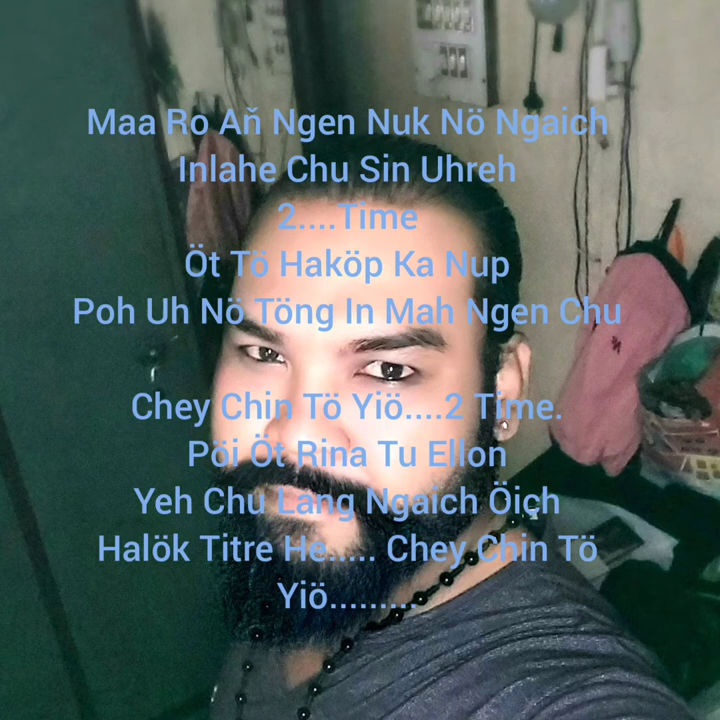 Maa Ro Aň Ngen Nuk Nö Ngaich
Inlahe Chu Sin Uhreh
2....Time
Öt Tö Haköp Ka Nup
Poh Uh Nö Töng In Mah Ngen Chu
Chey Chin Tö Yiö....2 Time.
Pöi Öt Rina Tu Ellon
Yeh Chu Lang Ngaich Öiçh
Halök Titre He..... Chey Chin Tö
Yiö.........